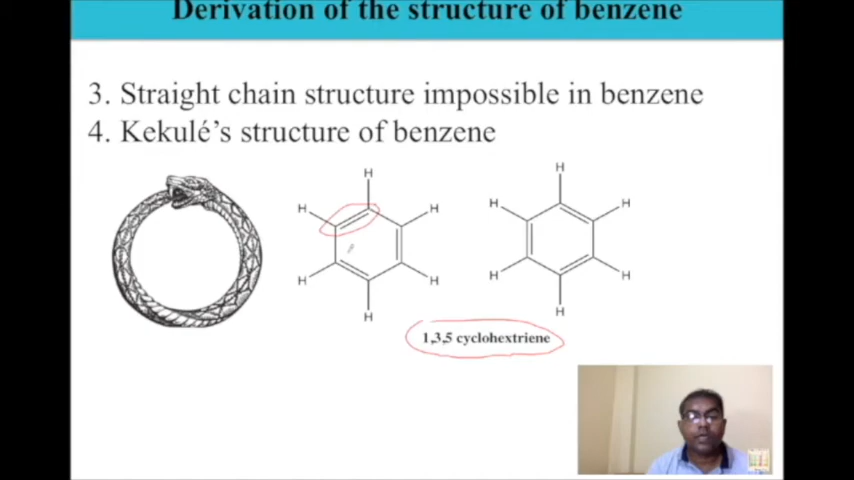 Derivation of the structure of benzene
3. Straight chain structure impossible in benzene
4. Kekulé's structure of benzene
H
H
H
H
H
H
H
H
H
H
H
H
1,3,5 cyclohextriene